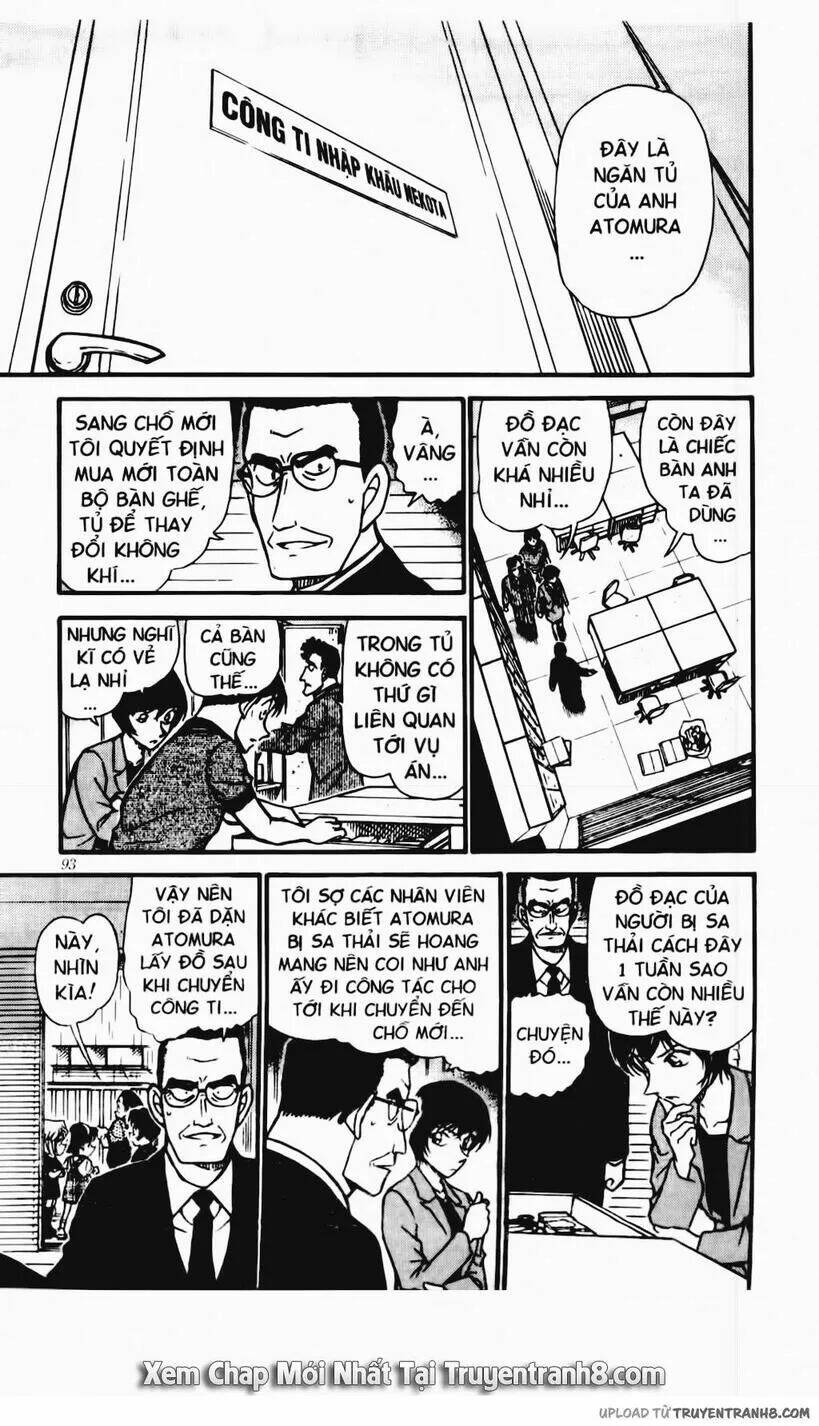 CÔNG TI NHẬP KHẨU NEKOTA
ĐÂY LÀ
NGĂN TỦ
CỦA ANH
ATOMURA
...
CÒN ĐÂY
LÀ CHIẾC
BÀN ANH
TA ĐÃ
DÙNG
...
ĐỒ ĐẠC
VẪN CÒN
KHÁ NHIỀU
NHỈ...
À,
VÂNG
...
SANG CHỖ MỚI
TÔI QUYẾT ĐỊNH
MUA MỚI TOÀN
BỘ BÀN GHẾ,
TỦ ĐỂ THAY
ĐỔI KHÔNG
KHÍ...
TRONG TỦ
KHÔNG CÓ
THỨ GÌ
LIÊN QUAN
TỚI VỤ
ÁN...
CẢ BÀN
CŨNG
THẾ...
NHƯNG NGHĨ
KĨ CÓ VẺ
LẠ NHỈ
...
93
ĐỒ ĐẠC CỦA
NGƯỜI BỊ SA
THẢI CÁCH ĐÂY
1 TUẦN SAO
VẪN CÒN NHIỀU
THẾ NÀY?
CHUYỆN
ĐÓ...
TÔI SỢ CÁC NHÂN VIÊN
KHÁC BIẾT ATOMURA
BỊ SA THẢI SẼ HOANG
MANG NÊN COI NHƯ ANH
ẤY ĐI CÔNG TÁC CHO
TỚI KHI CHUYỂN ĐẾN
CHỖ MỚI...
VẬY NÊN
TÔI ĐÃ DẶN
ATOMURA
LẤY ĐỒ SAU
KHI CHUYỂN
CÔNG TI...
NÀY,
NHÌN
KÌA!
Xem Chap Mới Nhất Tại Truyentranh8.com
UPLOAD TỪ TRUYENTRANH8.COM